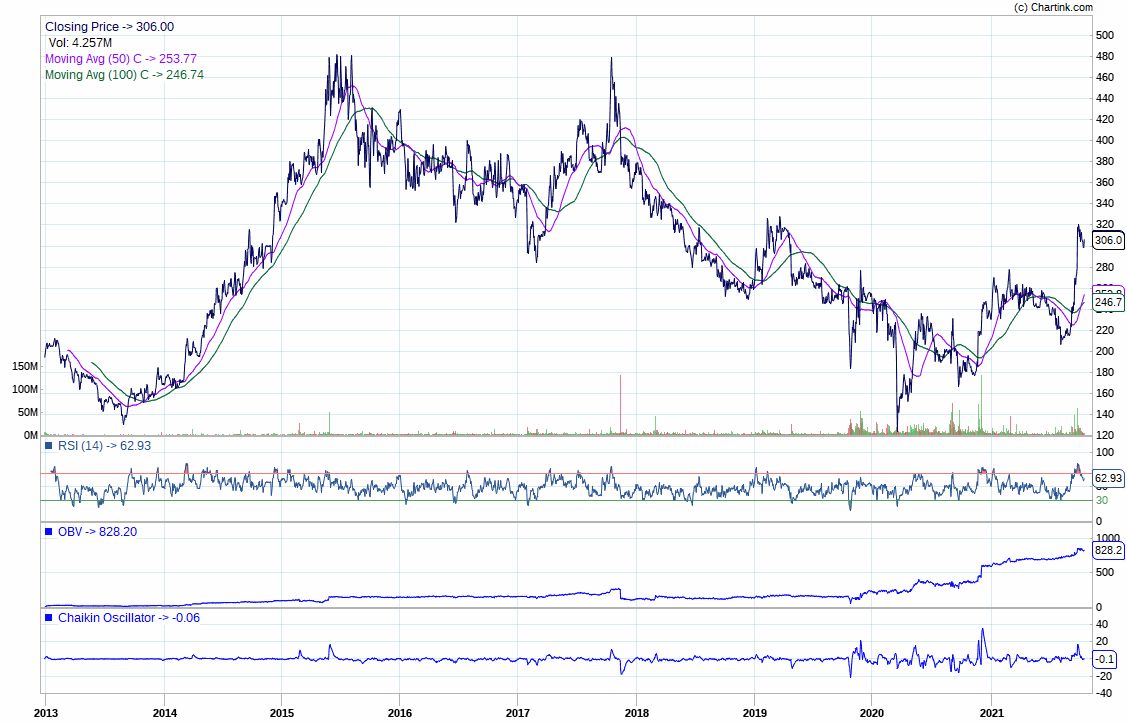 (c) Chartink.com
Closing Price -> 306.00
Vol: 4.257M
Moving Avg (50) C -> 253.77
Moving Avg (100) C -> 246.74
500
480
460
440
420
400
380
360
340
320
306.0
280
246.7
220
200
180
160
140
120
150M
100M
50M
0M
RSI (14) -> 62.93
100
62.93
30
0
OBV -> 828.20
1000
828.2
500
0
Chaikin Oscillator -> -0.06
40
20
-0.1
-20
-40
2013 2014 2015 2016 2017 2018 2019 2020 2021